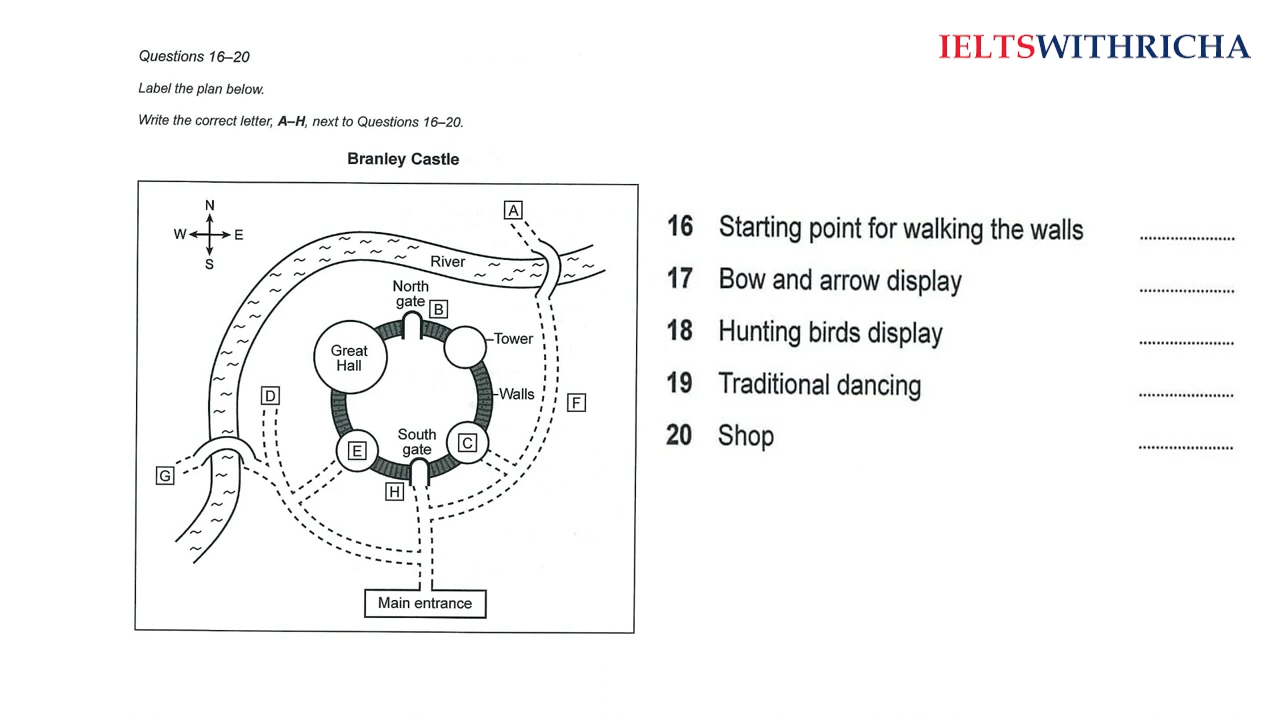 IELTSWITHRICHA
Questions 16–20
Label the plan below.
Write the correct letter, A–H, next to Questions 16–20.
Branley Castle
N
W E
S
A
River
North
gate
B
Tower
Great
Hall
Walls
D
F
South
gate
E
C
G
H
Main entrance
16 Starting point for walking the walls ......................
17 Bow and arrow display ......................
18 Hunting birds display ......................
19 Traditional dancing ......................
20 Shop ......................